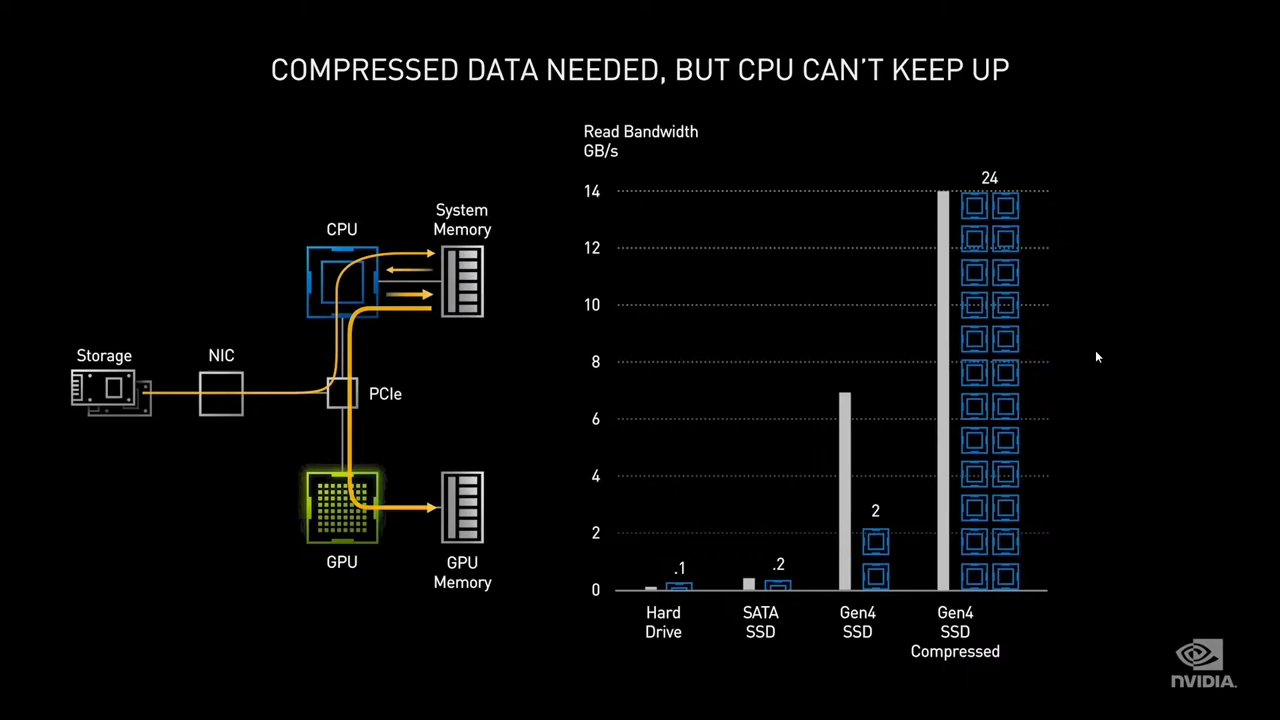 COMPRESSED DATA NEEDED, BUT CPU CAN'T KEEP UP
CPU
System
Memory
Storage
NIC
PCIe
GPU
GPU
Memory
Read Bandwidth
GB/s
14
12
10
8
6
4
2
0
.1
.2
2
24
Hard
Drive
SATA
SSD
Gen4
SSD
Gen4
SSD
Compressed
NVIDIA.